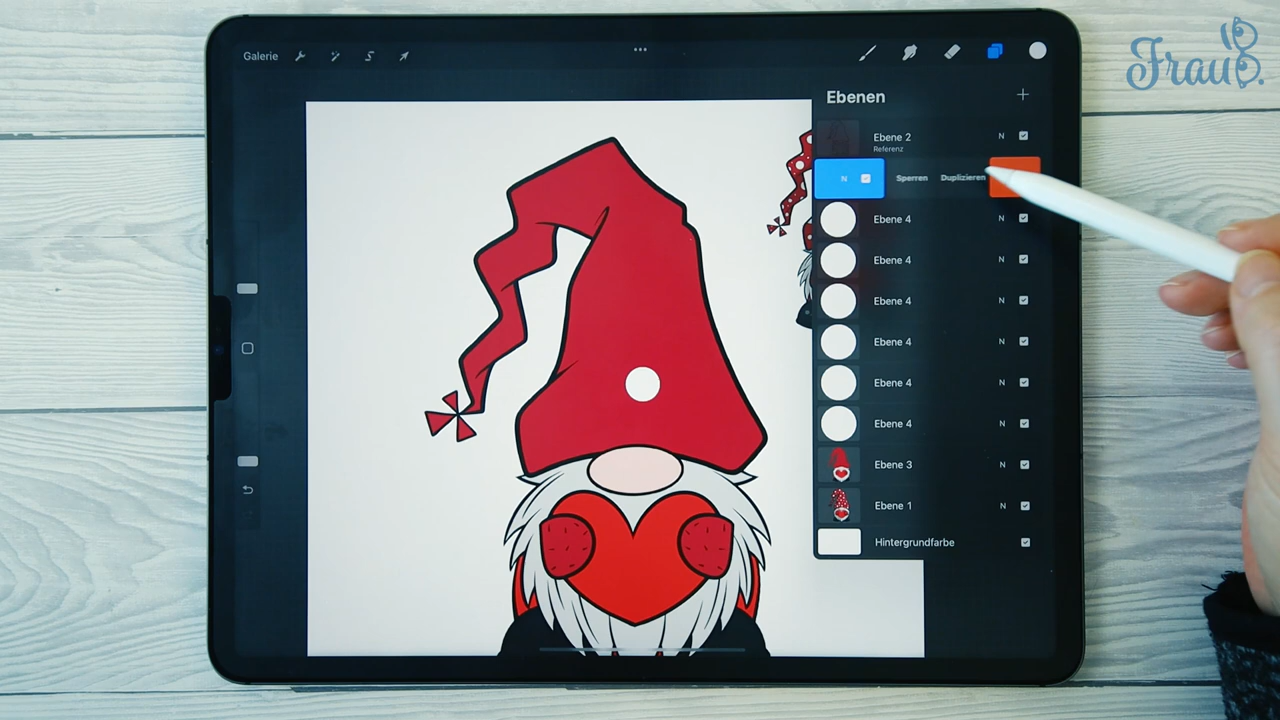 Galerie
Frau B.
Ebenen
Ebene 2
N
Referenz
N
Sperren
Duplizieren
Ebene 4
N
Ebene 4
N
Ebene 4
N
Ebene 4
N
Ebene 4
N
Ebene 4
N
Ebene 3
N
Ebene 1
N
Hintergrundfarbe